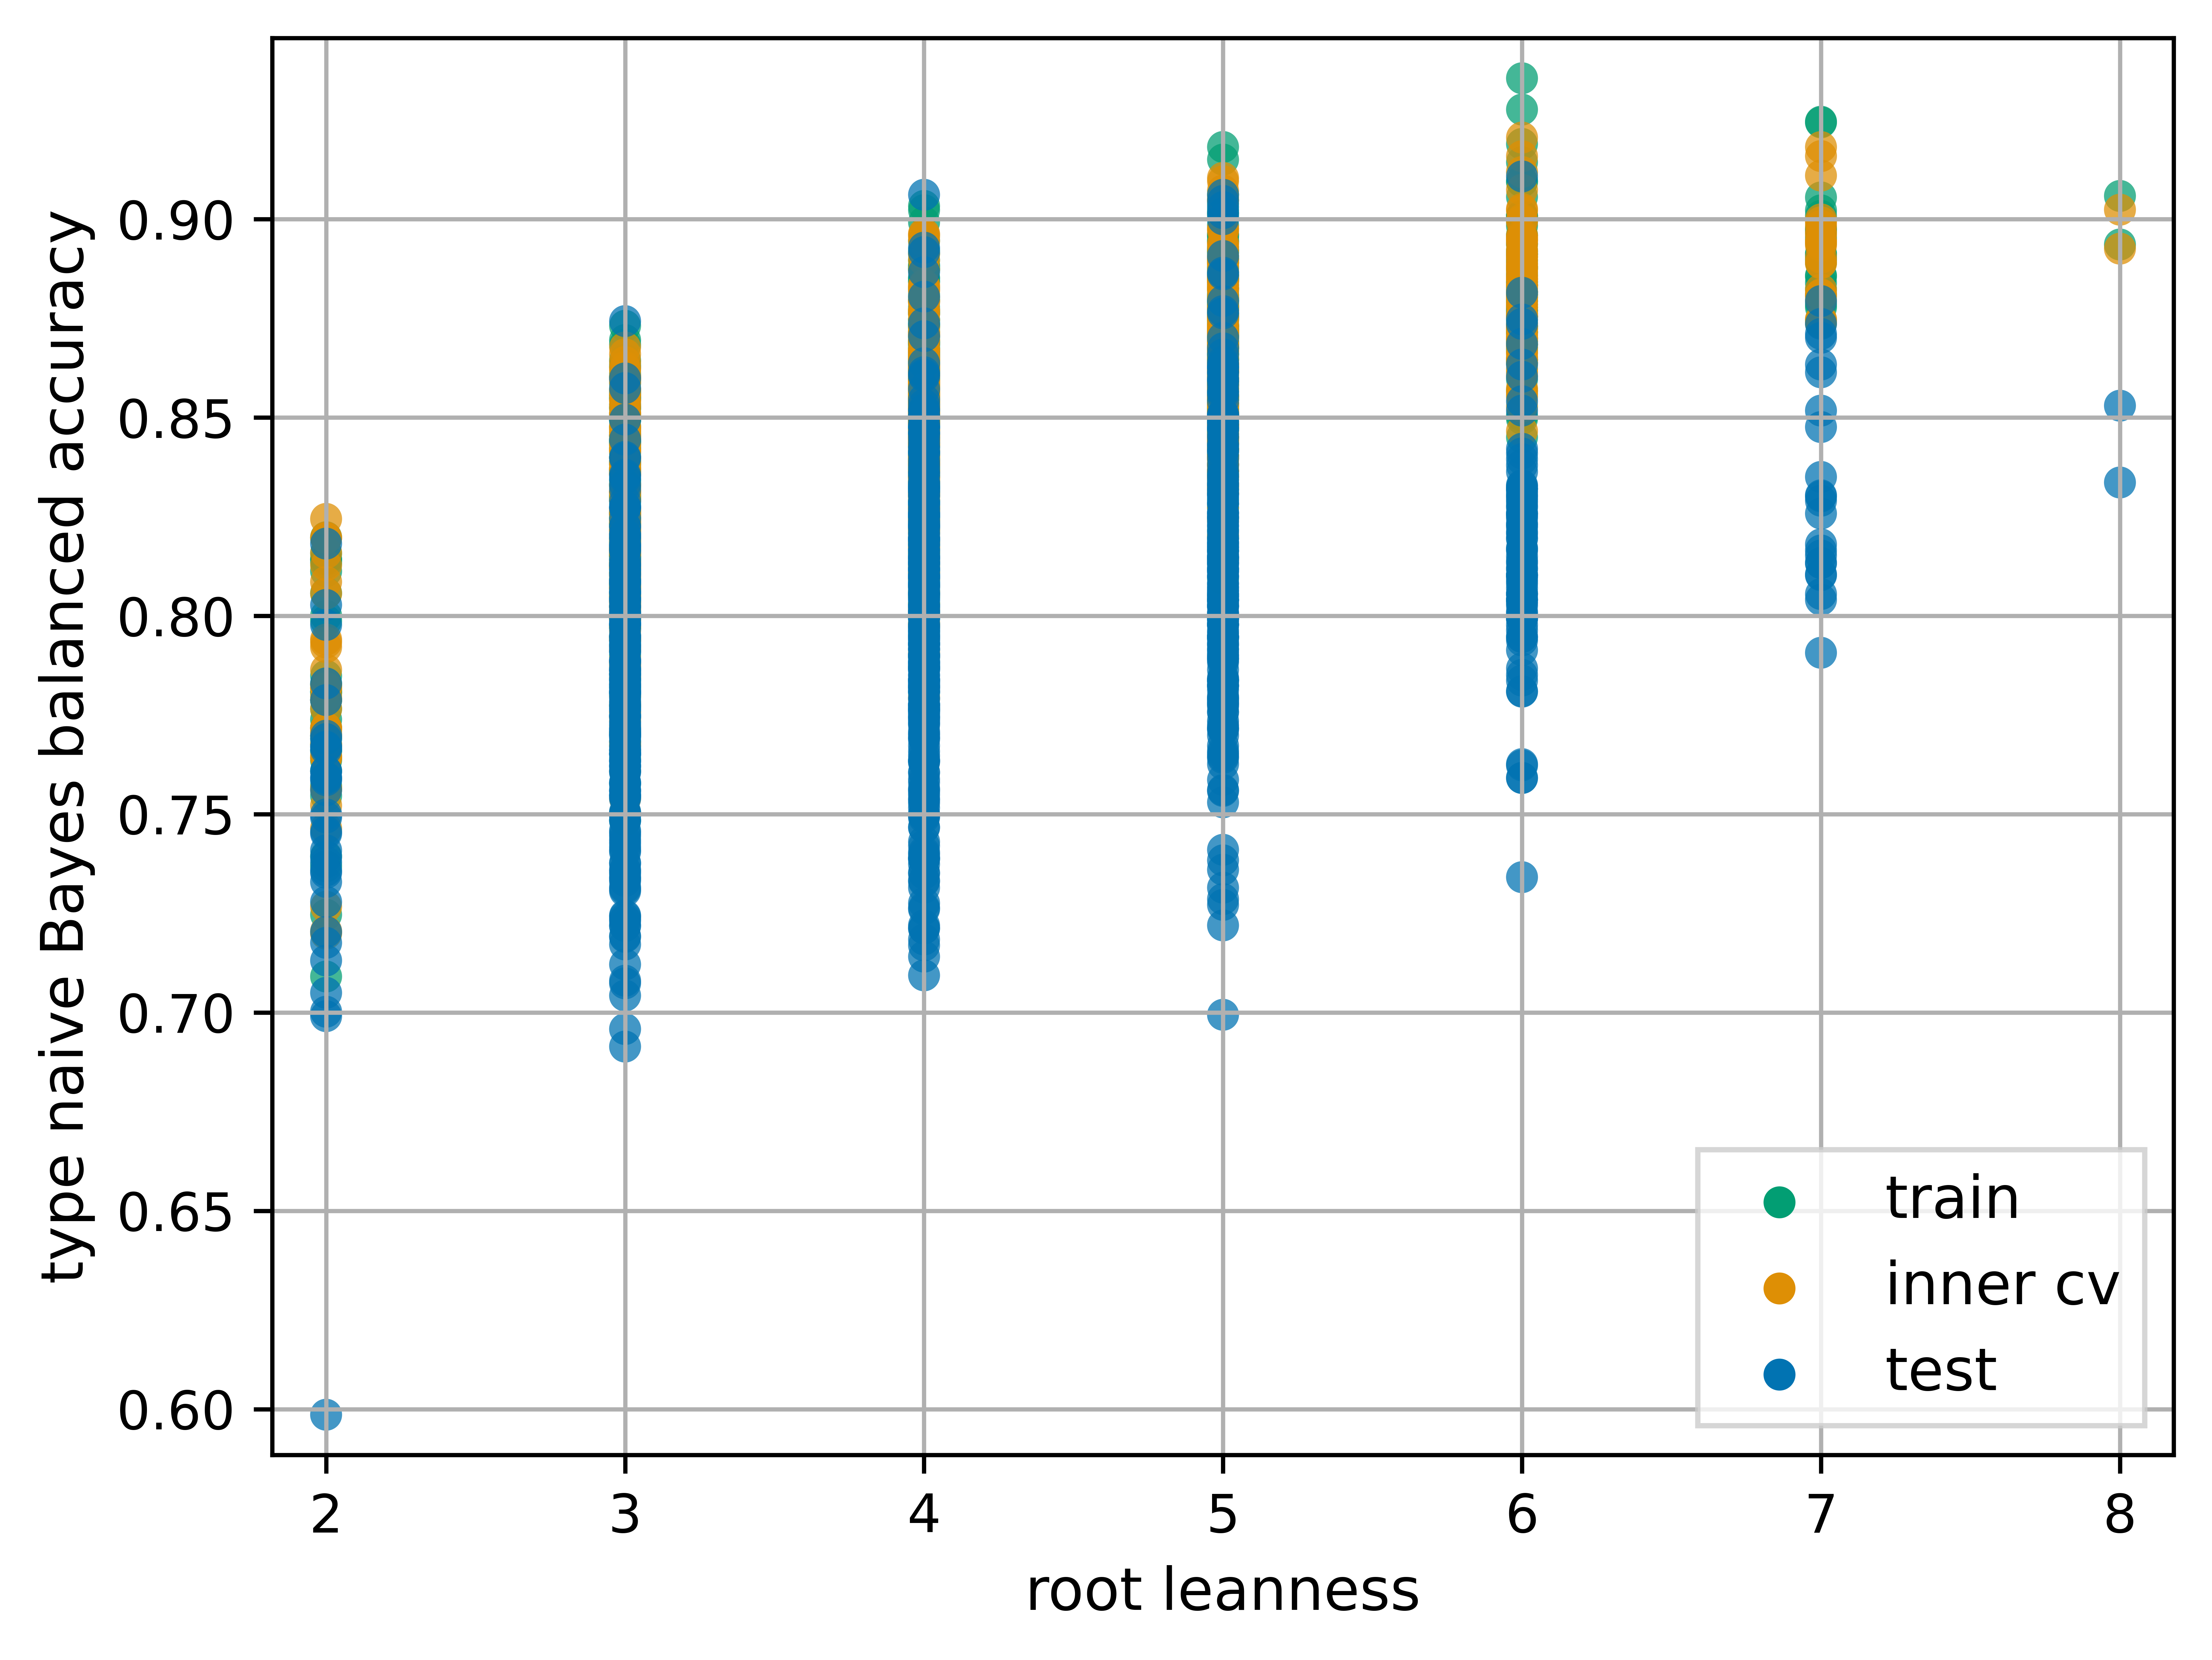 type naive Bayes balanced accuracy
0.90
0.85
0.80
0.75
0.70
0.65
0.60
train
inner cv
test
2 3 4 5 6 7 8
root leanness